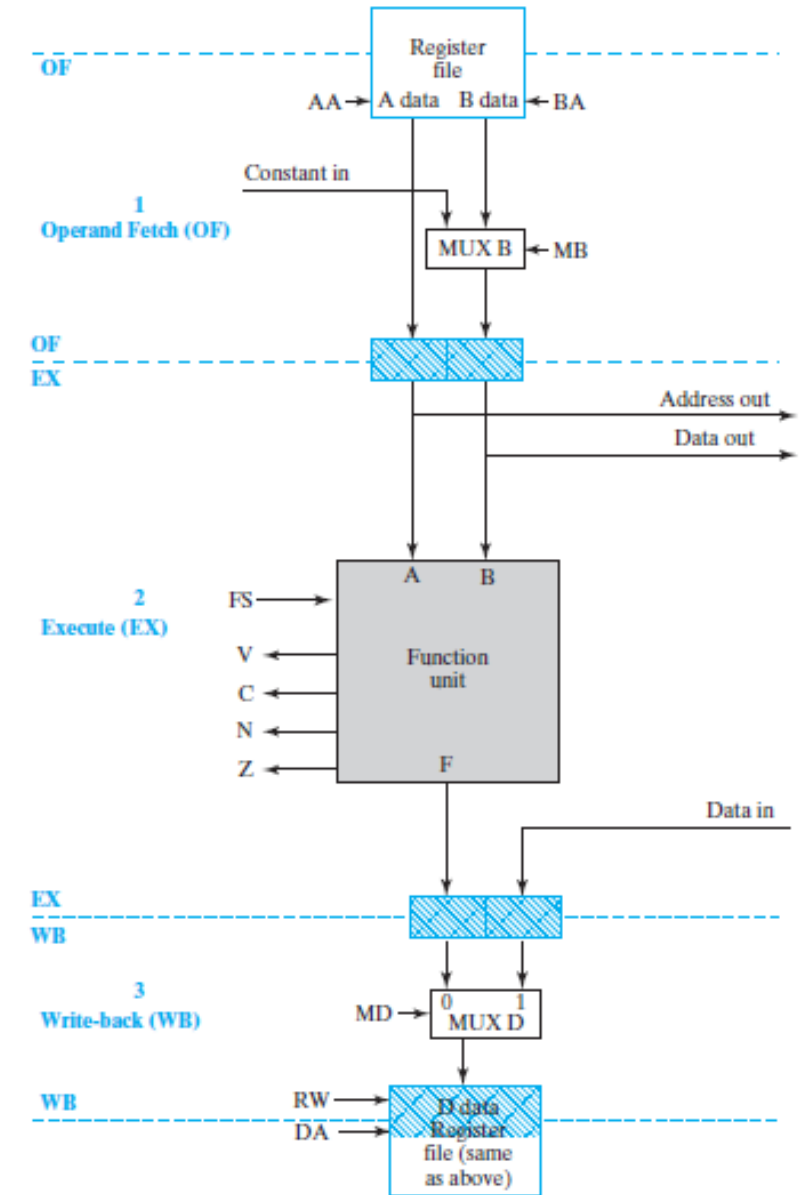 Register
file
OF
AA
A data
B data
BA
Constant in
1
Operand Fetch (OF)
MUX B
MB
OF
EX
Address out
Data out
A
B
2
Execute (EX)
FS
V
Function
unit
C
N
Z
F
Data in
EX
WB
3
Write-back (WB)
MD
0
1
MUX D
WB
RW
DA
D data
Register
file (same
as above)